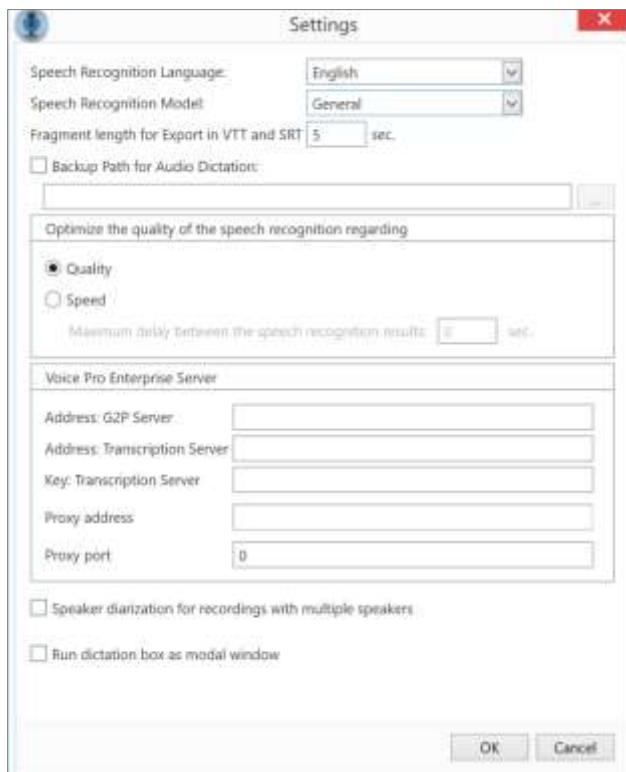 Settings
Speech Recognition Language: English
Speech Recognition Model: General
Fragment length for Export in VTT and SRT 5 sec.
Backup Path for Audio Dictation:
...
Optimize the quality of the speech recognition regarding
Quality
Speed
Maximum delay between the speech recognition results: 0 sec.
Voice Pro Enterprise Server
Address: G2P Server
Address: Transcription Server
Key: Transcription Server
Proxy address
Proxy port 0
Speaker diarization for recordings with multiple speakers
Run dictation box as modal window
OK Cancel